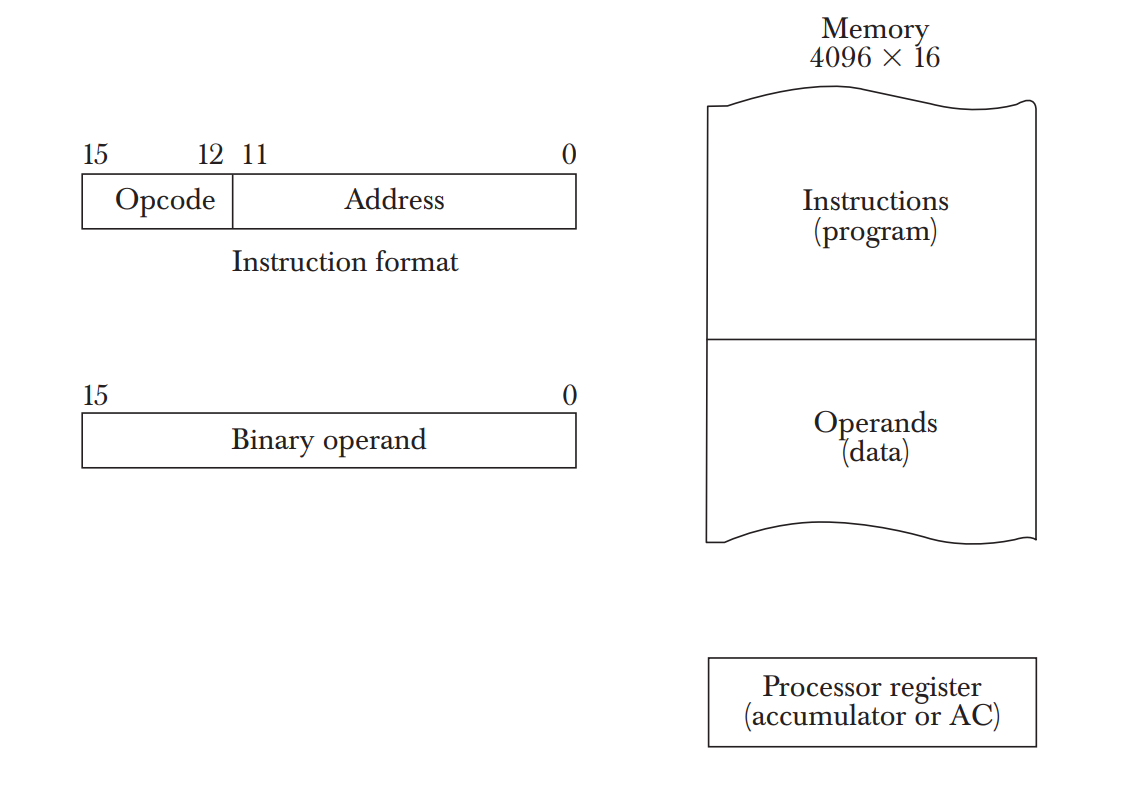 Memory
4096 × 16
15 12 11 0
Opcode Address
Instruction format
Instructions
(program)
15 0
Binary operand
Operands
(data)
Processor register
(accumulator or AC)